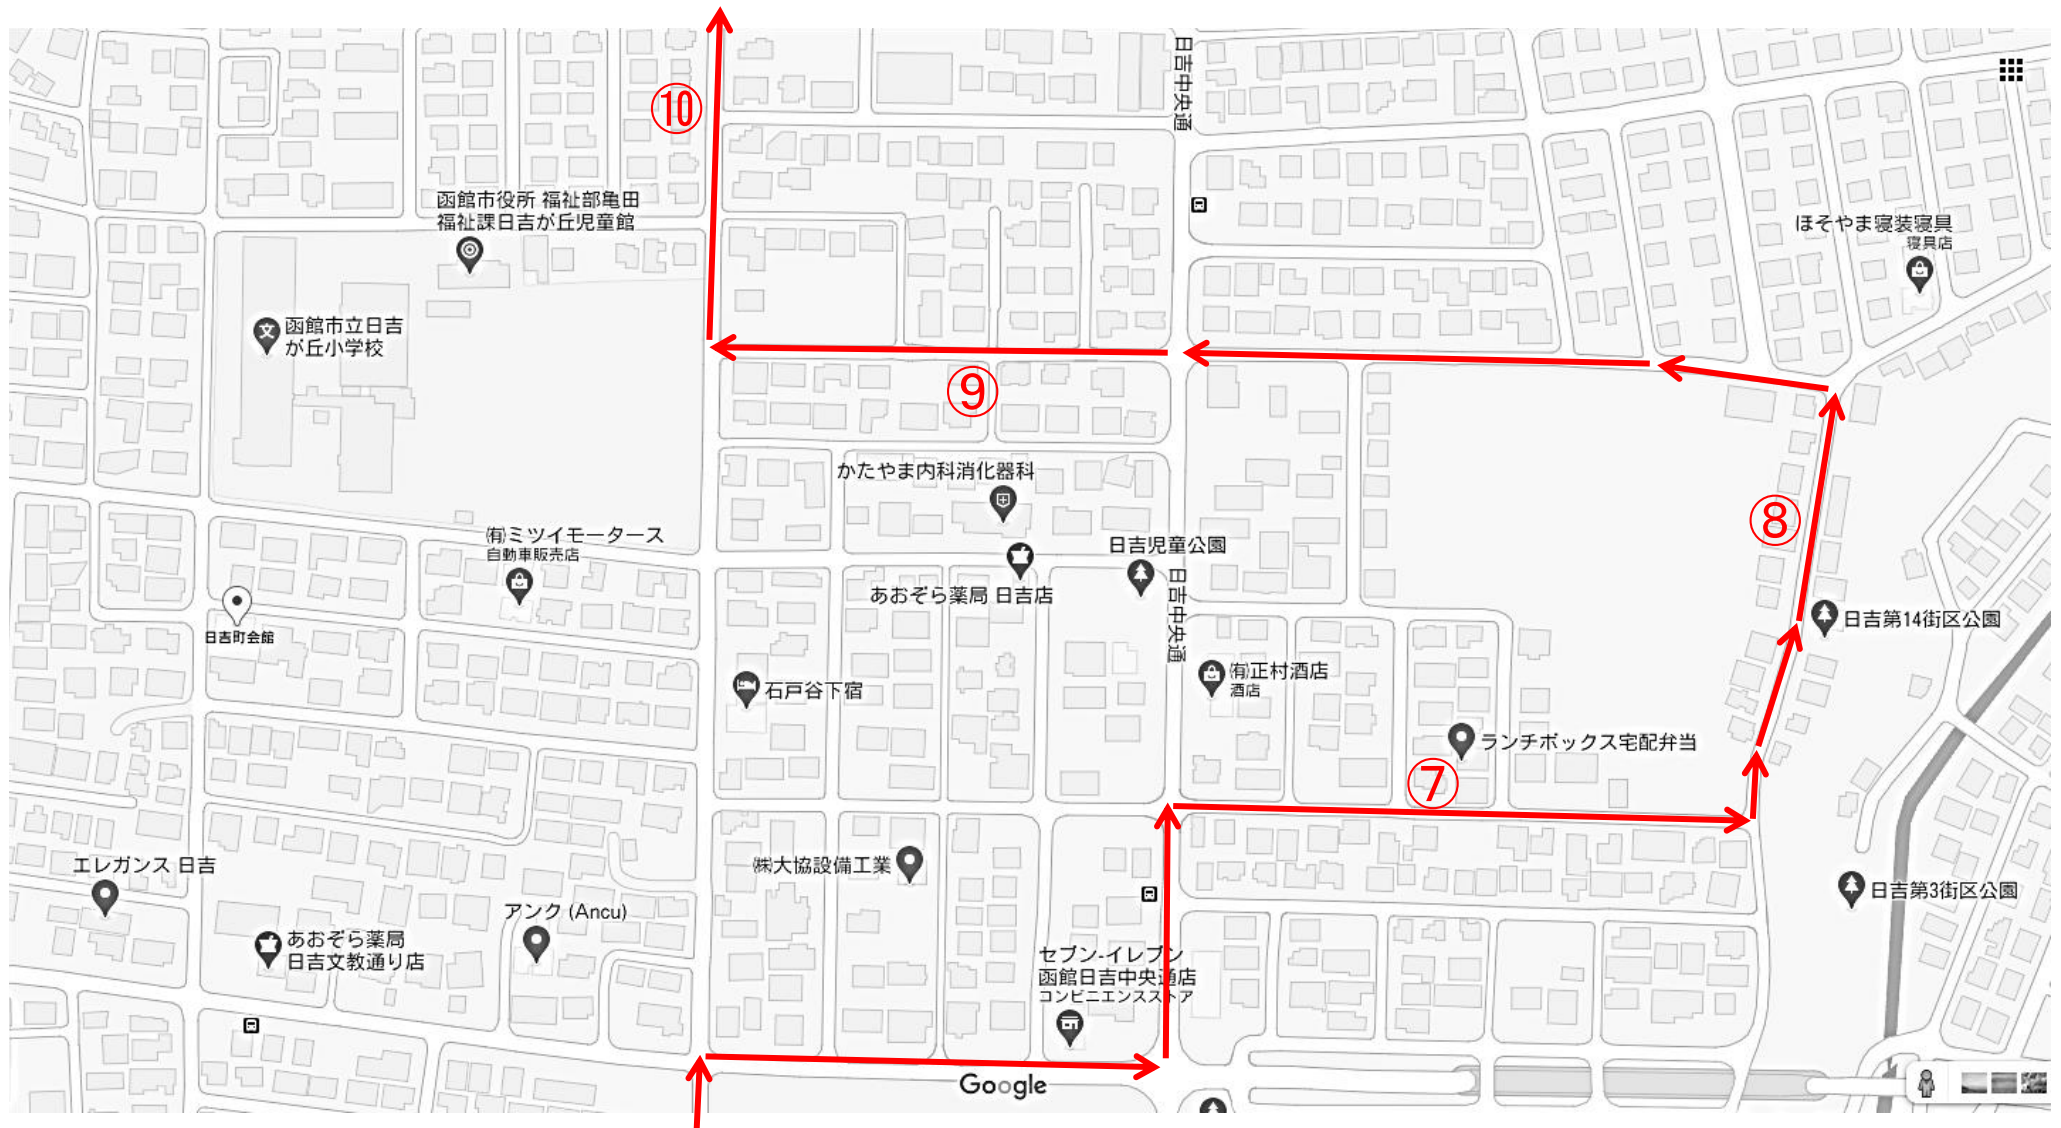 日吉中央通
⑩
函館市役所 福祉部亀田
福祉課日吉が丘児童館
ほそやま寝装寝具
寝具店
函館市立日吉
が丘小学校
⑨
かたやま内科消化器科
⑧
㈲ミツイモータース
自動車販売店
日吉児童公園
あおぞら薬局 日吉店
日吉中央通
日吉町会館
日吉第14街区公園
石戸谷下宿
㈲正村酒店
酒店
ランチボックス宅配弁当
⑦
エレガンス 日吉
㈱大協設備工業
日吉第3街区公園
アンク (Ancu)
あおぞら薬局
日吉文教通り店
セブン-イレブン
函館日吉中央通店
コンビニエンスストア
Google